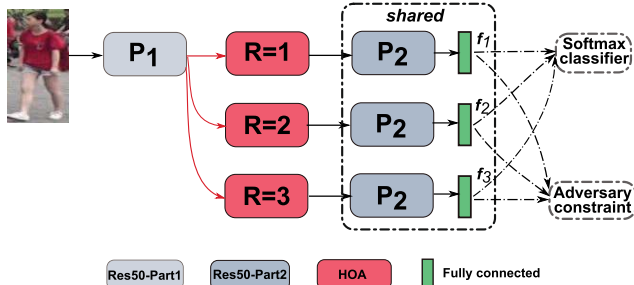 shared
P1
R=1
P2
f1
Softmax
classifier
R=2
P2
f2
R=3
P2
f3
Adversary
constraint
Res50-Part1
Res50-Part2
HOA
Fully connected